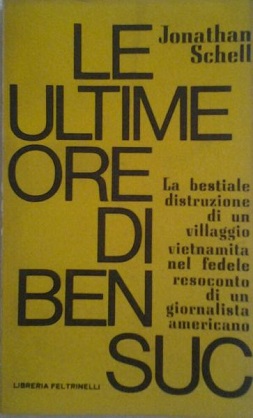 Jonathan
Schell
LE
ULTIME
ORE
DI
BEN
SUC
La bestiale
distruzione
di un
villaggio
vietnamita
nel fedele
resoconto
di un
giornalista
americano
LIBRERIA FELTRINELLI